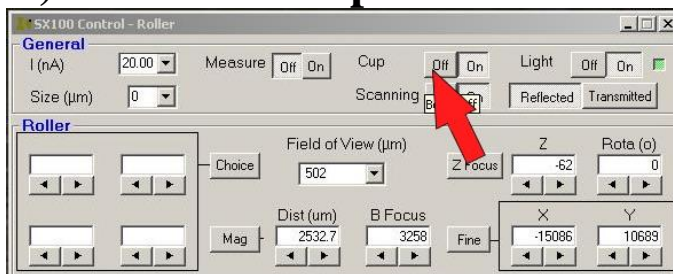 SX100 Control - Roller
General
I (nA) 20.00 Measure Off On Cup Off On Light Off On
Size (µm) 0 Scanning Reflected Transmitted
Roller
Choice Field of View (µm) 502 Z Focus Z -62 Rota (o) 0
Mag Dist (um) 2532.7 B Focus 3258 Fine X -15086 Y 10689